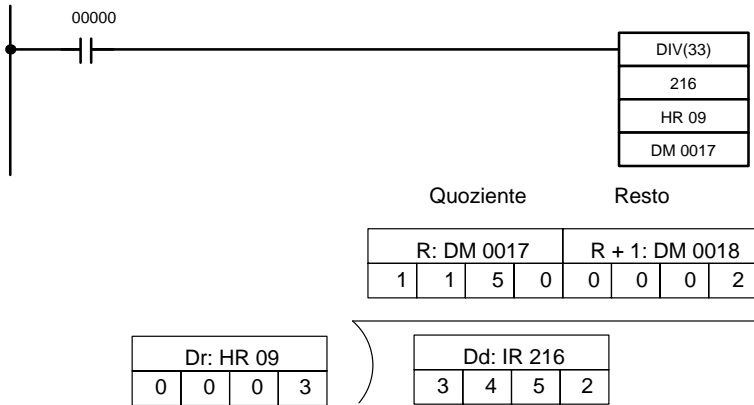 00000
DIV(33)
216
HR 09
DM 0017
Quoziente Resto
R: DM 0017 R + 1: DM 0018
1 1 5 0 0 0 0 2
Dr: HR 09 Dd: IR 216
0 0 0 3 3 4 5 2